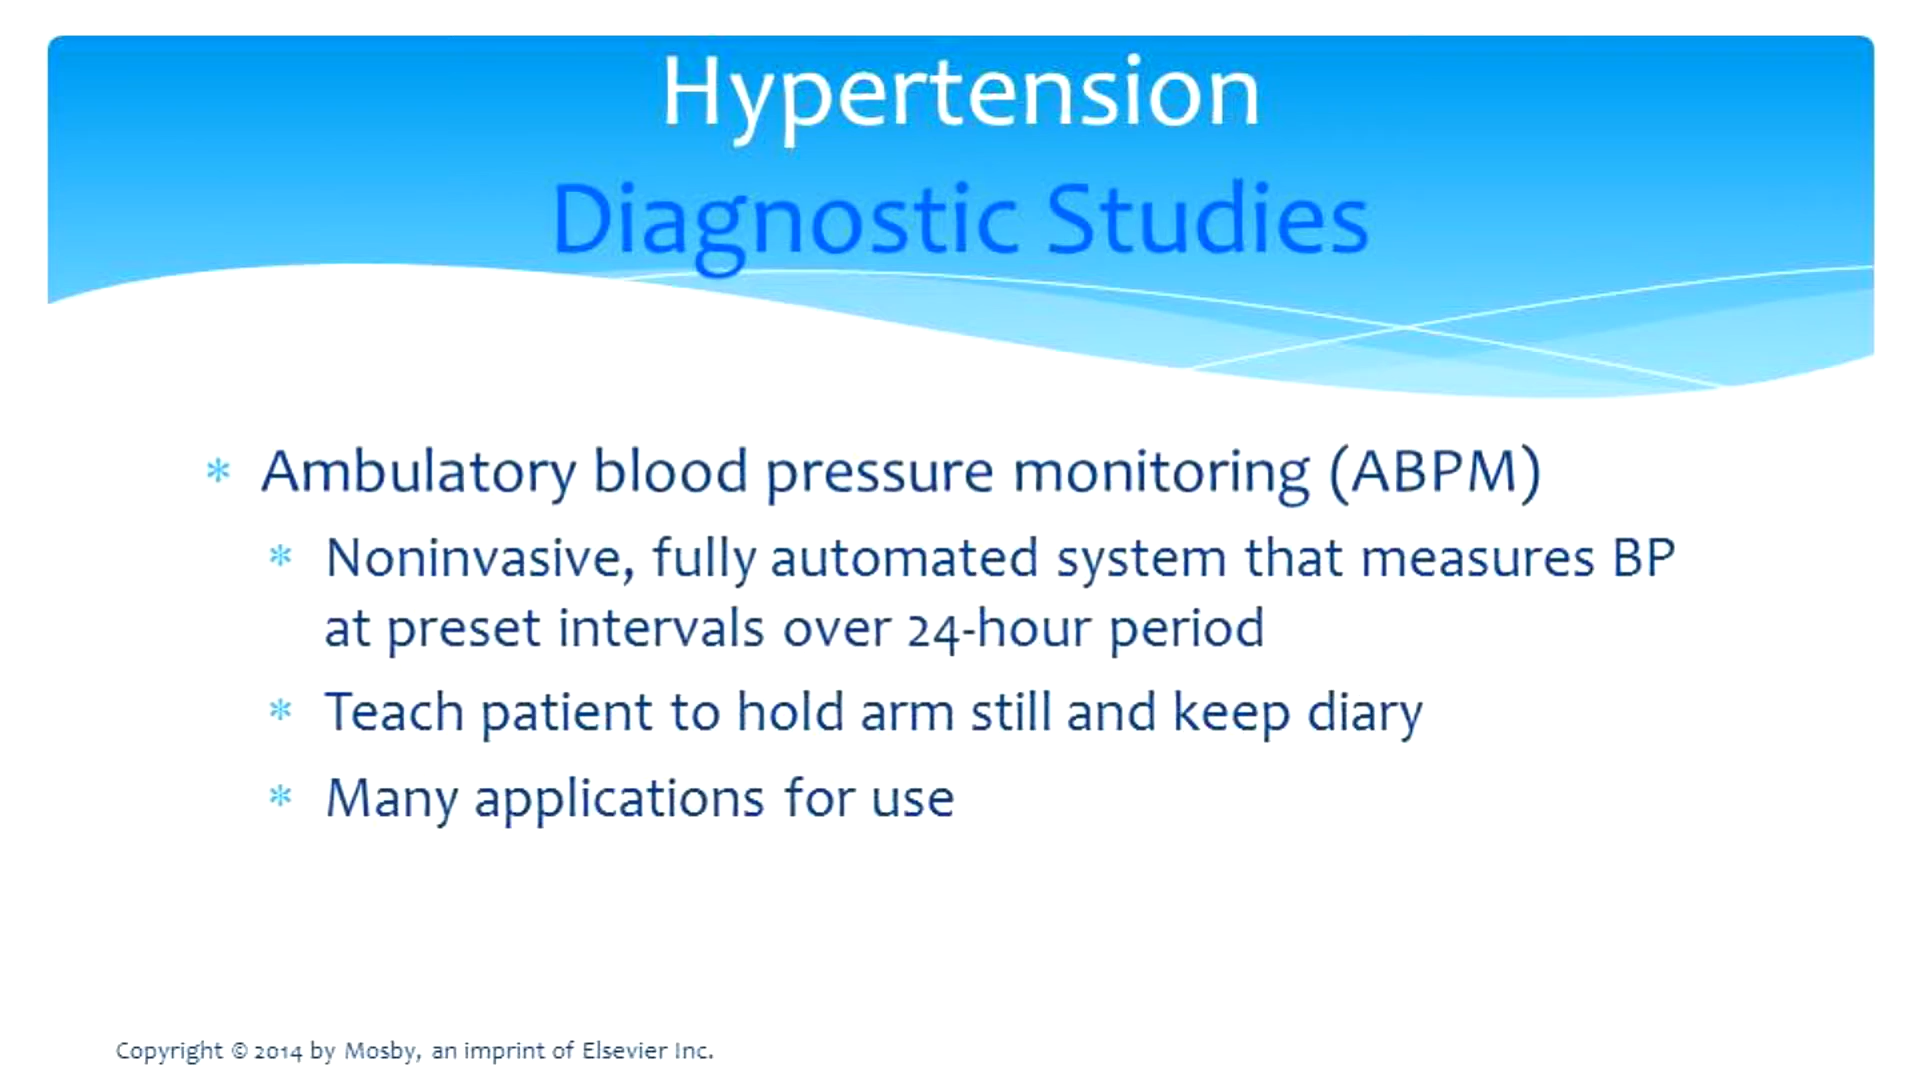 Hypertension
Diagnostic Studies
* Ambulatory blood pressure monitoring (ABPM)
* Noninvasive, fully automated system that measures BP
at preset intervals over 24-hour period
* Teach patient to hold arm still and keep diary
* Many applications for use
Copyright © 2014 by Mosby, an imprint of Elsevier Inc.